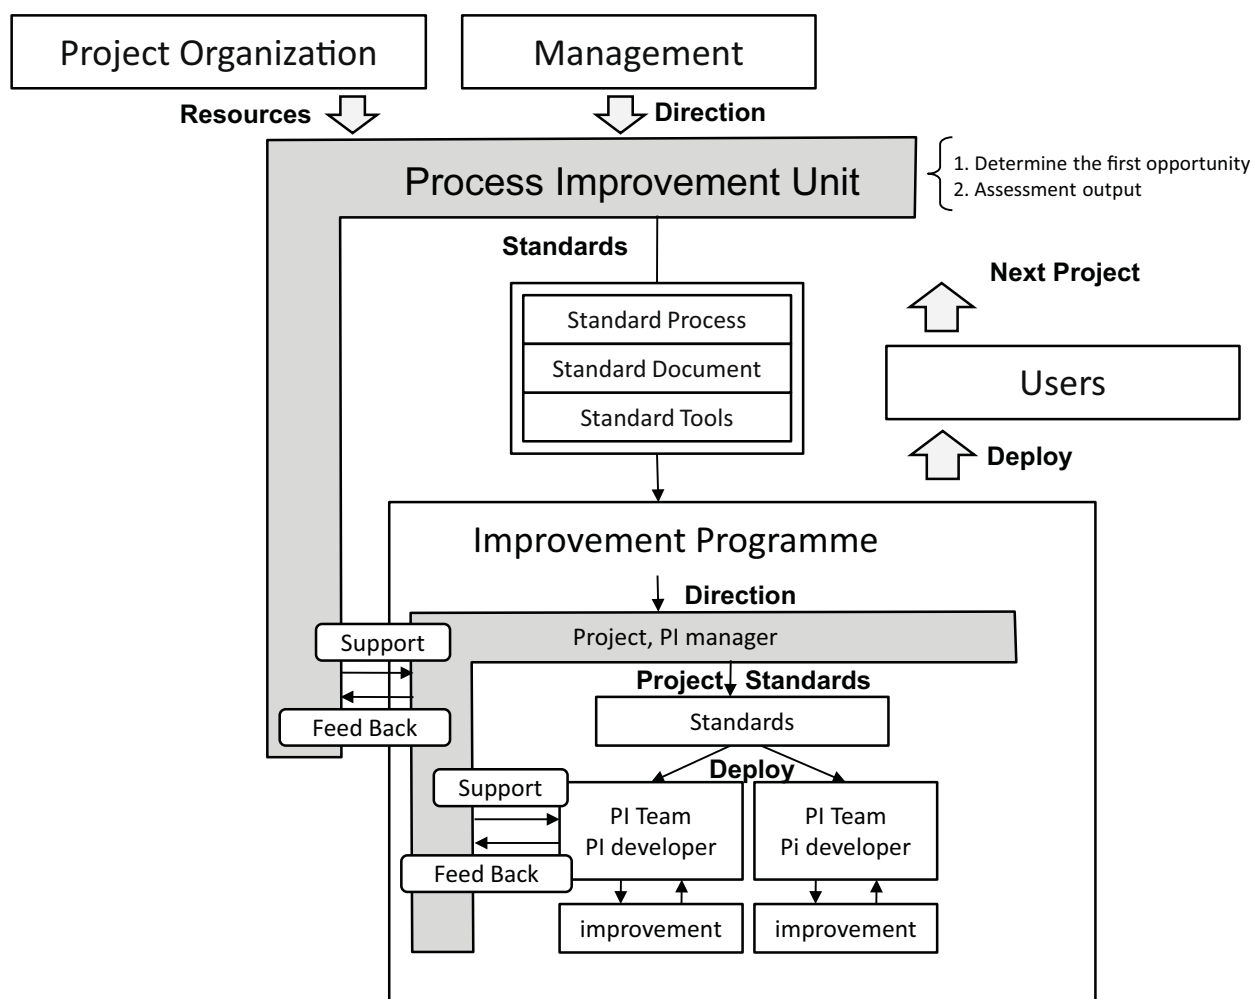 Project Organization
Management
Resources
Direction
Process Improvement Unit
1. Determine the first opportunity
2. Assessment output
Standards
Next Project
Standard Process
Standard Document
Standard Tools
Users
Deploy
Improvement Programme
Direction
Project, PI manager
Support
Project Standards
Feed Back
Standards
Deploy
Support
PI Team
PI developer
PI Team
Pi developer
Feed Back
improvement
improvement